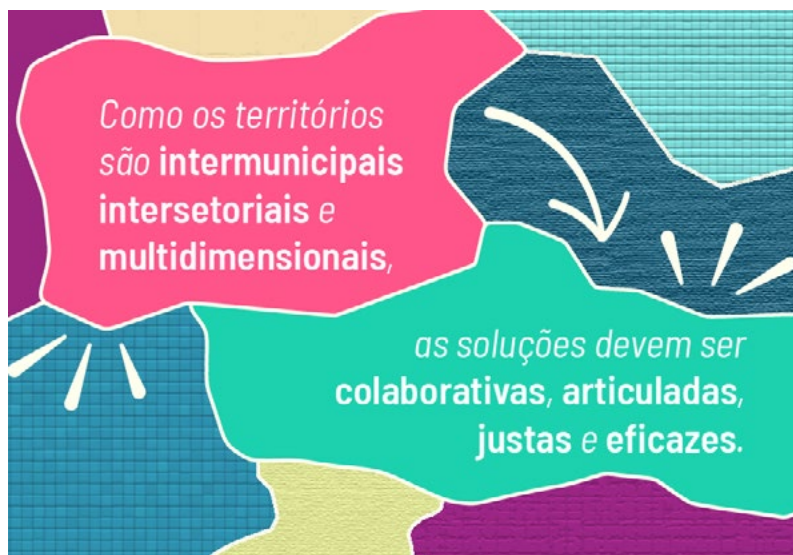 Como os territórios
são intermunicipais
intersetoriais e
multidimensionais,
as soluções devem ser
colaborativas, articuladas,
justas e eficazes.